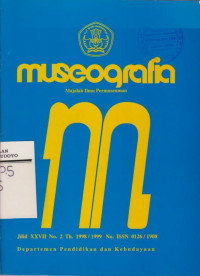 museografia
Majalah Ilmu Permuseuman
m
Jilid XXVII No. 2 Th. 1998/1999 No. ISSN 0126/1908
Departemen Pendidikan dan Kebudayaan